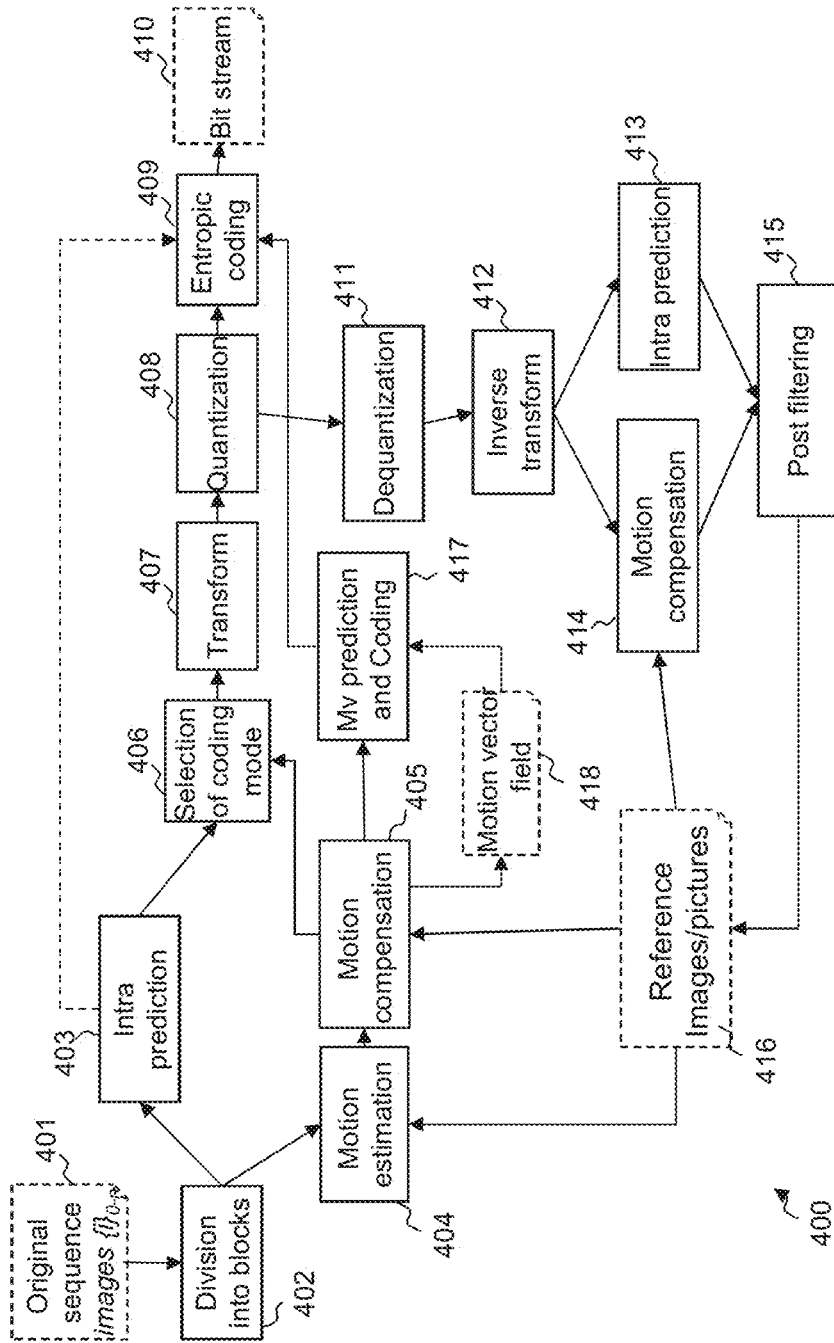 401
Original
sequence
images {I}0-n
Division
into blocks
402
403
Intra
prediction
Motion
estimation
404
Motion
compensation
405
406
Selection
of coding
mode
407
Transform
408
Quantization
409
Entropic
coding
410
Bit stream
Mv prediction
and Coding
417
Motion vector
field
418
411
Dequantization
412
Inverse
transform
413
Intra prediction
414
Motion
compensation
415
Post filtering
Reference
Images/pictures
416
400